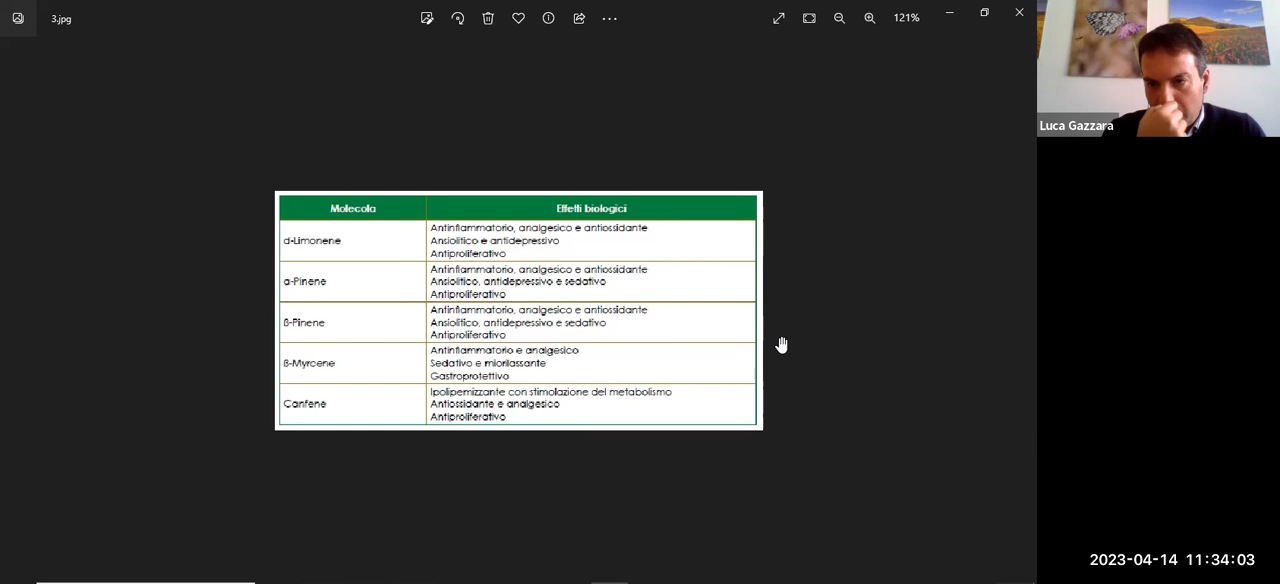 3.jpg
121%
Luca Gazzara
Molecola
Effetti biologici
d-Limonene
Antinfiammatorio, analgesico e antiossidante
Ansiolitico e antidepressivo
Antiproliferativo
α-Pinene
Antinfiammatorio, analgesico e antiossidante
Ansiolitico, antidepressivo e sedativo
Antiproliferativo
ß-Pinene
Antinfiammatorio, analgesico e antiossidante
Ansiolitico, antidepressivo e sedativo
Antiproliferativo
ß-Myrcene
Antinfiammatorio e analgesico
Sedativo e miorilassante
Gastroprotettivo
Canfene
Ipolipemizzante con stimolazione del metabolismo
Antiossidante e analgesico
Antiproliferativo
2023-04-14 11:34:03